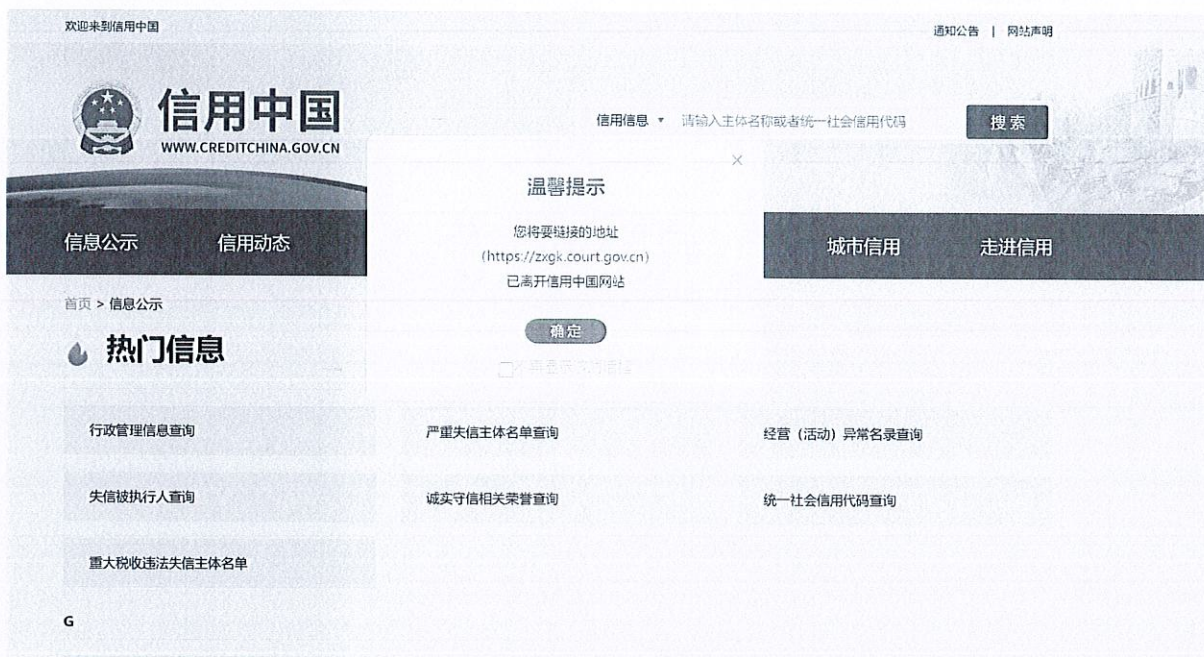 欢迎来到信用中国
通知公告 | 网站声明
信用中国
WWW.CREDITCHINA.GOV.CN
信用信息 ▼ 请输入主体名称或者统一社会信用代码 搜索
×
温馨提示
您将要链接的地址
(https://zxgk.court.gov.cn)
已离开信用中国网站
确定
信息公示 信用动态 城市信用 走进信用
首页 > 信息公示
热门信息
行政管理信息查询 严重失信主体名单查询 经营（活动）异常名录查询
失信被执行人查询 诚实守信相关荣誉查询 统一社会信用代码查询
重大税收违法失信主体名单
G